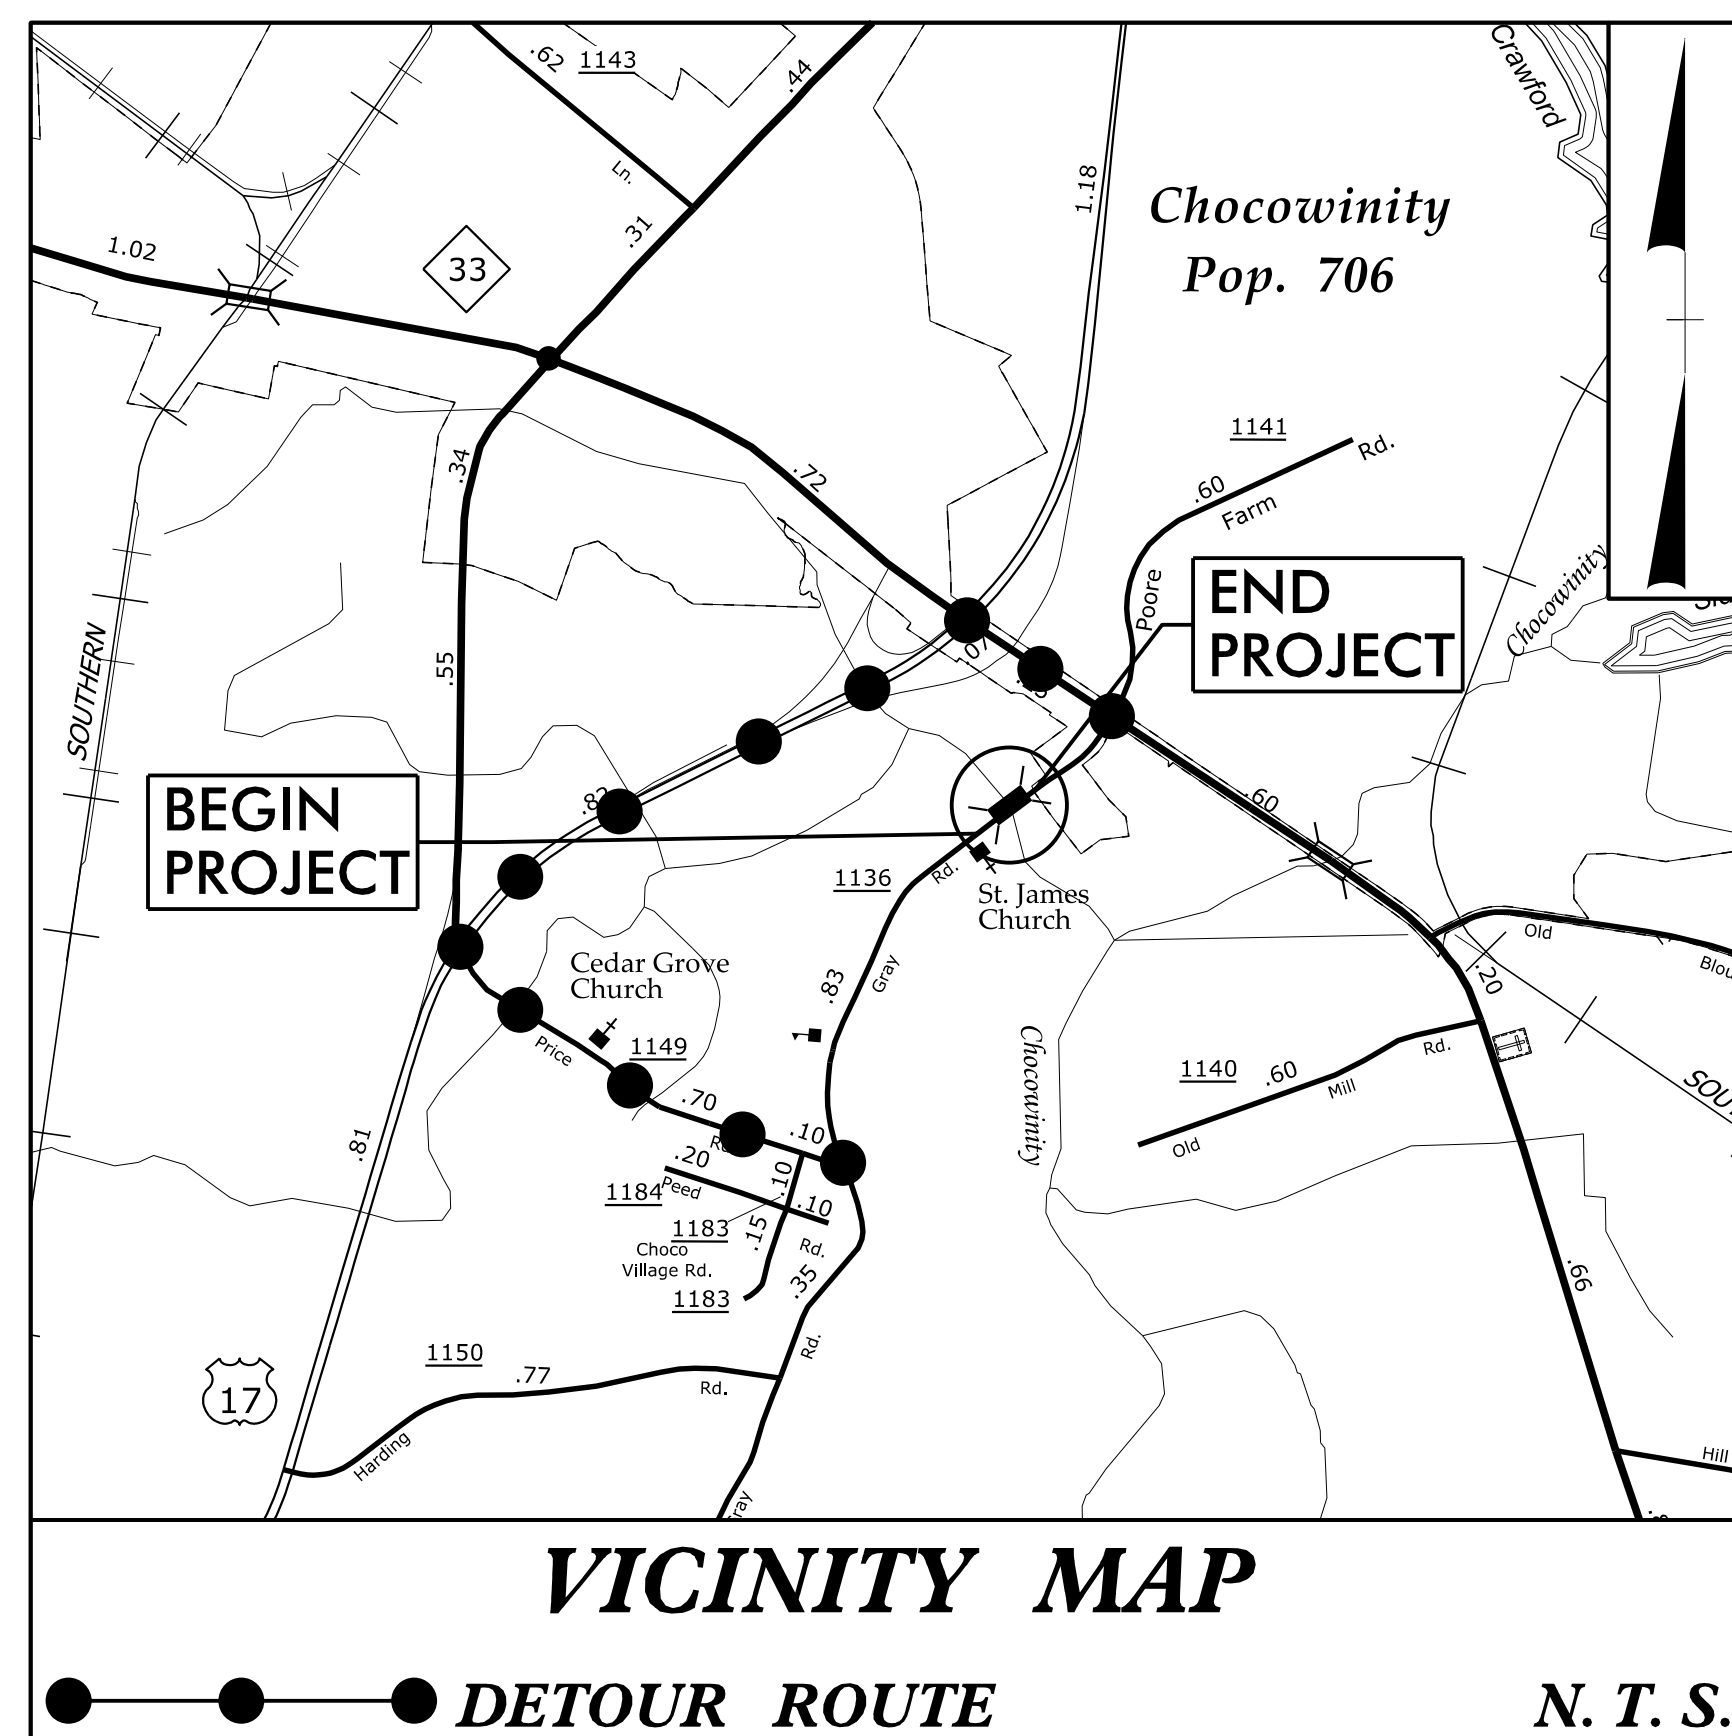 .62
1143
.44
Crawford
Ln.
1.18
.31
Chocowinity
Pop. 706
1.02
33
1141
Rd.
.34
.72
.60
Farm
Poore
END
PROJECT
Chocowinity
SOUTHERN
.55
.07
BEGIN
PROJECT
.82
.60
1136
Rd.
St. James
Church
Old
Cedar Grove
Church
.83
Gray
.20
Price
1149
Chocowinity
1140
.60
Rd.
Mill
Old
.70
.10
.81
.20
.10
1184
Peed
.10
1183
.15
Choco
Village Rd.
Rd.
1183
.35
.66
1150
.77
Rd.
Rd.
17
Harding
Hill
VICINITY MAP
DETOUR ROUTE
N. T. S.